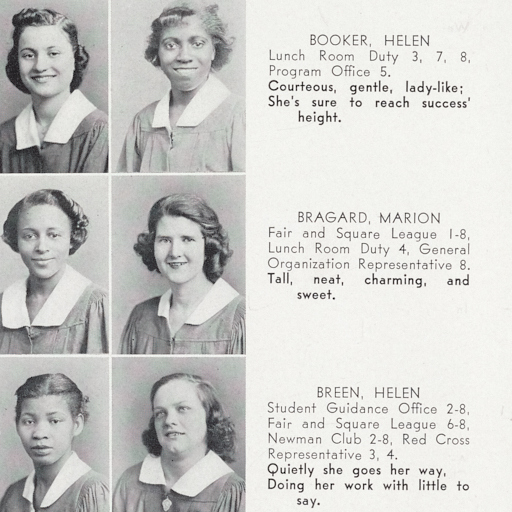 BOOKER, HELEN
Lunch Room Duty 3, 7, 8,
Program Office 5.
Courteous, gentle, lady-like;
She's sure to reach success'
height.
BRAGARD, MARION
Fair and Square League 1-8,
Lunch Room Duty 4, General
Organization Representative 8.
Tall, neat, charming, and
sweet.
BREEN, HELEN
Student Guidance Office 2-8,
Fair and Square League 6-8,
Newman Club 2-8, Red Cross
Representative 3, 4.
Quietly she goes her way,
Doing her work with little to
say.